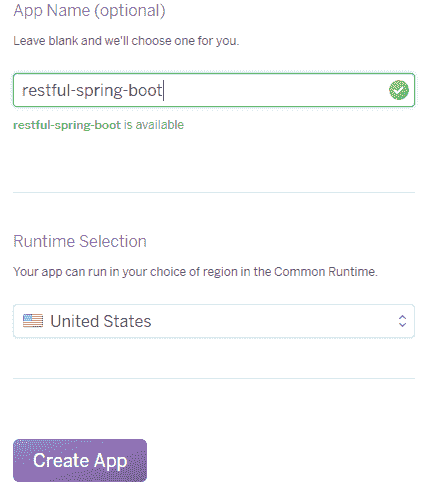 App Name (optional)
Leave blank and we'll choose one for you.
restful-spring-boot
restful-spring-boot is available
Runtime Selection
Your app can run in your choice of region in the Common Runtime.
United States
Create App